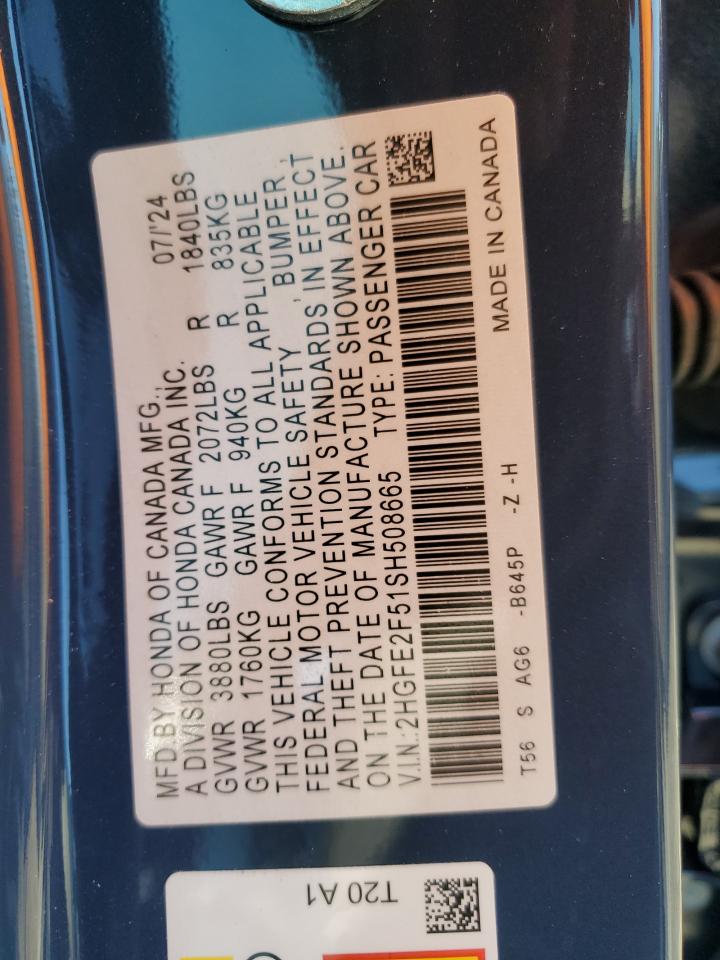 MFD BY HONDA OF CANADA MFG., 07/'24
A DIVISION OF HONDA CANADA INC.
GVWR 3880LBS GAWR F 2072LBS R 1840LBS
GVWR 1760KG GAWR F 940KG R 835KG
THIS VEHICLE CONFORMS TO ALL APPLICABLE
FEDERAL MOTOR VEHICLE SAFETY, BUMPER,
AND THEFT PREVENTION STANDARDS IN EFFECT
ON THE DATE OF MANUFACTURE SHOWN ABOVE.
V.I.N.:2HGFE2F51SH508665 TYPE: PASSENGER CAR
T56 S AG6 -B645P -Z -H MADE IN CANADA
T20 A1